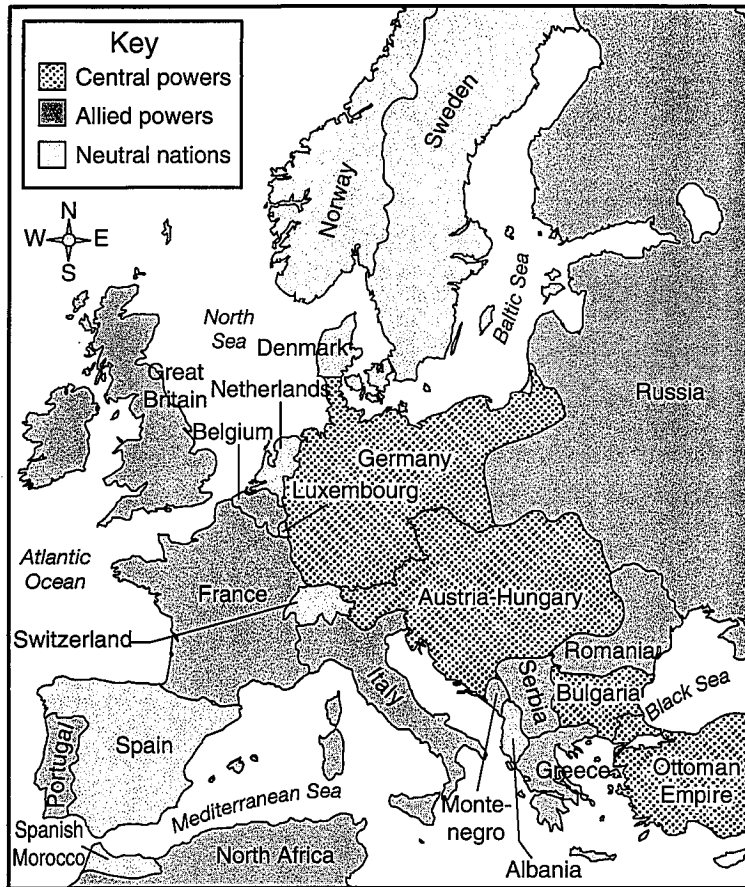 Key
Central powers
Allied powers
Neutral nations
N
W
E
S
Norway
Sweden
North
Sea
Baltic Sea
Denmark
Great
Britain
Netherlands
Belgium
Russia
Germany
Luxembourg
Atlantic
Ocean
France
Austria-Hungary
Switzerland
Romania
Italy
Serbia
Bulgaria
Black Sea
Portugal
Spain
Mediterranean Sea
Greece
Ottoman
Empire
Monte-
negro
Spanish
Morocco
North Africa
Albania